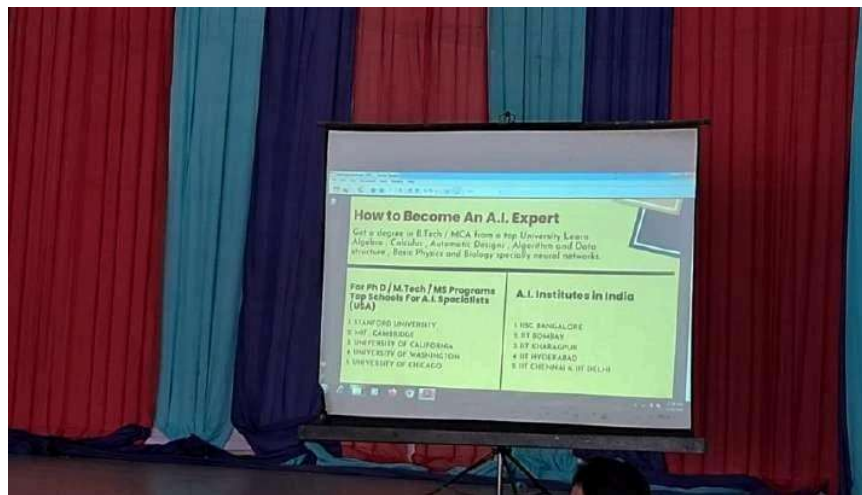 How to Become An A.I. Expert
Get a degree in B.Tech / MCA from a top University Learn
Algebra , Calculus , Automatic Designs , Algorithm and Data
structure , Basic Physics and Biology specially neural networks.
For Ph D / M.Tech / MS Programs
Top Schools For A.I. Specialists
(USA)
1. STANFORD UNIVERSITY
2. MIT , CAMBRIDGE
3. UNIVERSITY OF CALIFORNIA
4. UNIVERSITY OF WASHINGTON
5. UNIVERSITY OF CHICAGO
A.I. Institutes in India
1. IISC BANGALORE
2. IIT BOMBAY
3. IIT KHARAGPUR
4. IIT HYDERABAD
5. IIT CHENNAI & IIT DELHI